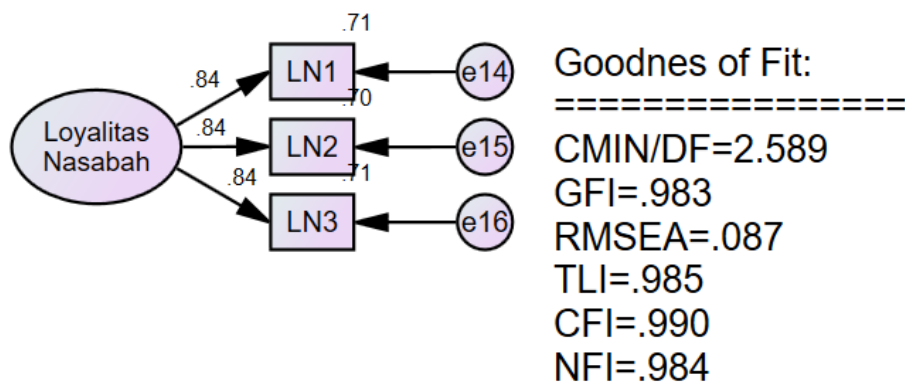 .71
.84
LN1
e14
.70
Loyalitas
Nasabah
.84
LN2
e15
.71
.84
LN3
e16
Goodnes of Fit:
================
CMIN/DF=2.589
GFI=.983
RMSEA=.087
TLI=.985
CFI=.990
NFI=.984